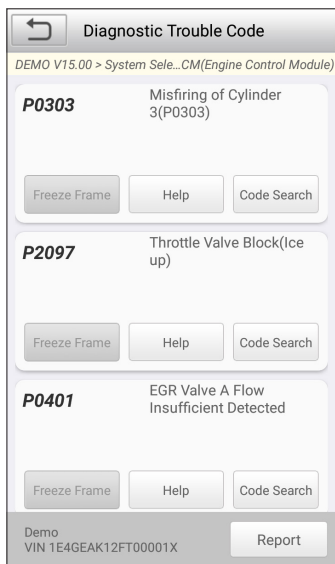 Diagnostic Trouble Code
DEMO V15.00 > System Sele...CM(Engine Control Module)
P0303
Misfiring of Cylinder
3(P0303)
Freeze Frame
Help
Code Search
P2097
Throttle Valve Block(Ice
up)
Freeze Frame
Help
Code Search
P0401
EGR Valve A Flow
Insufficient Detected
Freeze Frame
Help
Code Search
Demo
VIN 1E4GEAK12FT00001X
Report